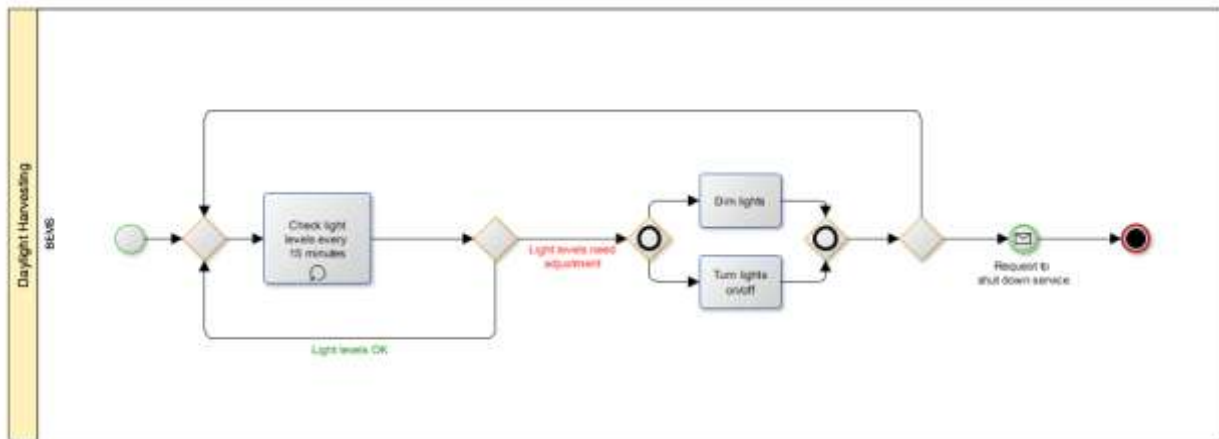 Daylight Harvesting
BEMS
Check light
levels every
15 minutes
Light levels need
adjustment
Light levels OK
Dim lights
Turn lights
on/off
Request to
shut down service